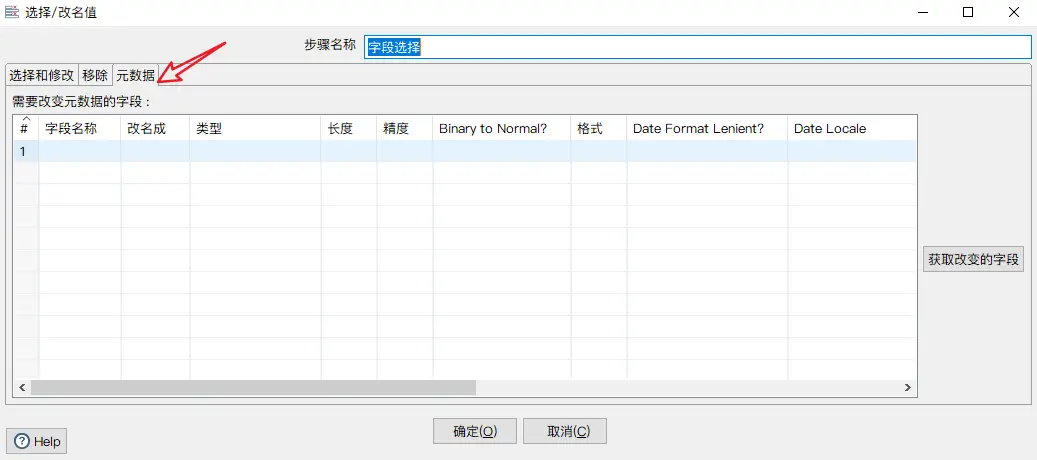 选择/改名值
步骤名称 字段选择
选择和修改 移除 元数据
需要改变元数据的字段 :
# 字段名称 改名成 类型 长度 精度 Binary to Normal? 格式 Date Format Lenient? Date Locale
1
获取改变的字段
确定(O) 取消(C)
Help